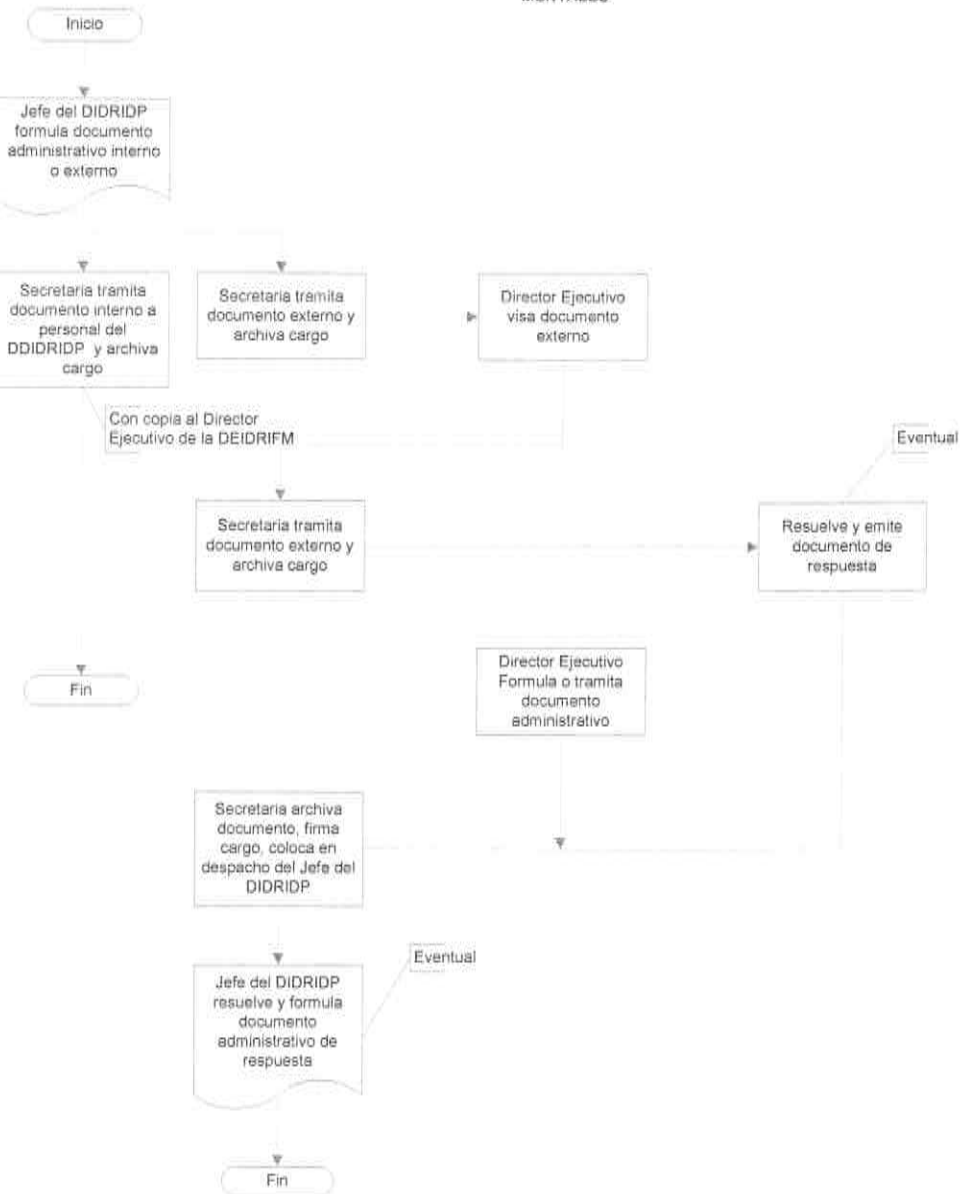 Inicio
Jefe del DIDRIDP
formula documento
administrativo interno
o externo
Secretaria tramita
documento interno a
personal del
DDIDRIDP y archiva
cargo
Secretaria tramita
documento externo y
archiva cargo
Director Ejecutivo
visa documento
externo
Con copia al Director
Ejecutivo de la DEIDRIFM
Eventual
Secretaria tramita
documento externo y
archiva cargo
Resuelve y emite
documento de
respuesta
Fin
Director Ejecutivo
Formula o tramita
documento
administrativo
Secretaria archiva
documento, firma
cargo, coloca en
despacho del Jefe del
DIDRIDP
Eventual
Jefe del DIDRIDP
resuelve y formula
documento
administrativo de
respuesta
Fin